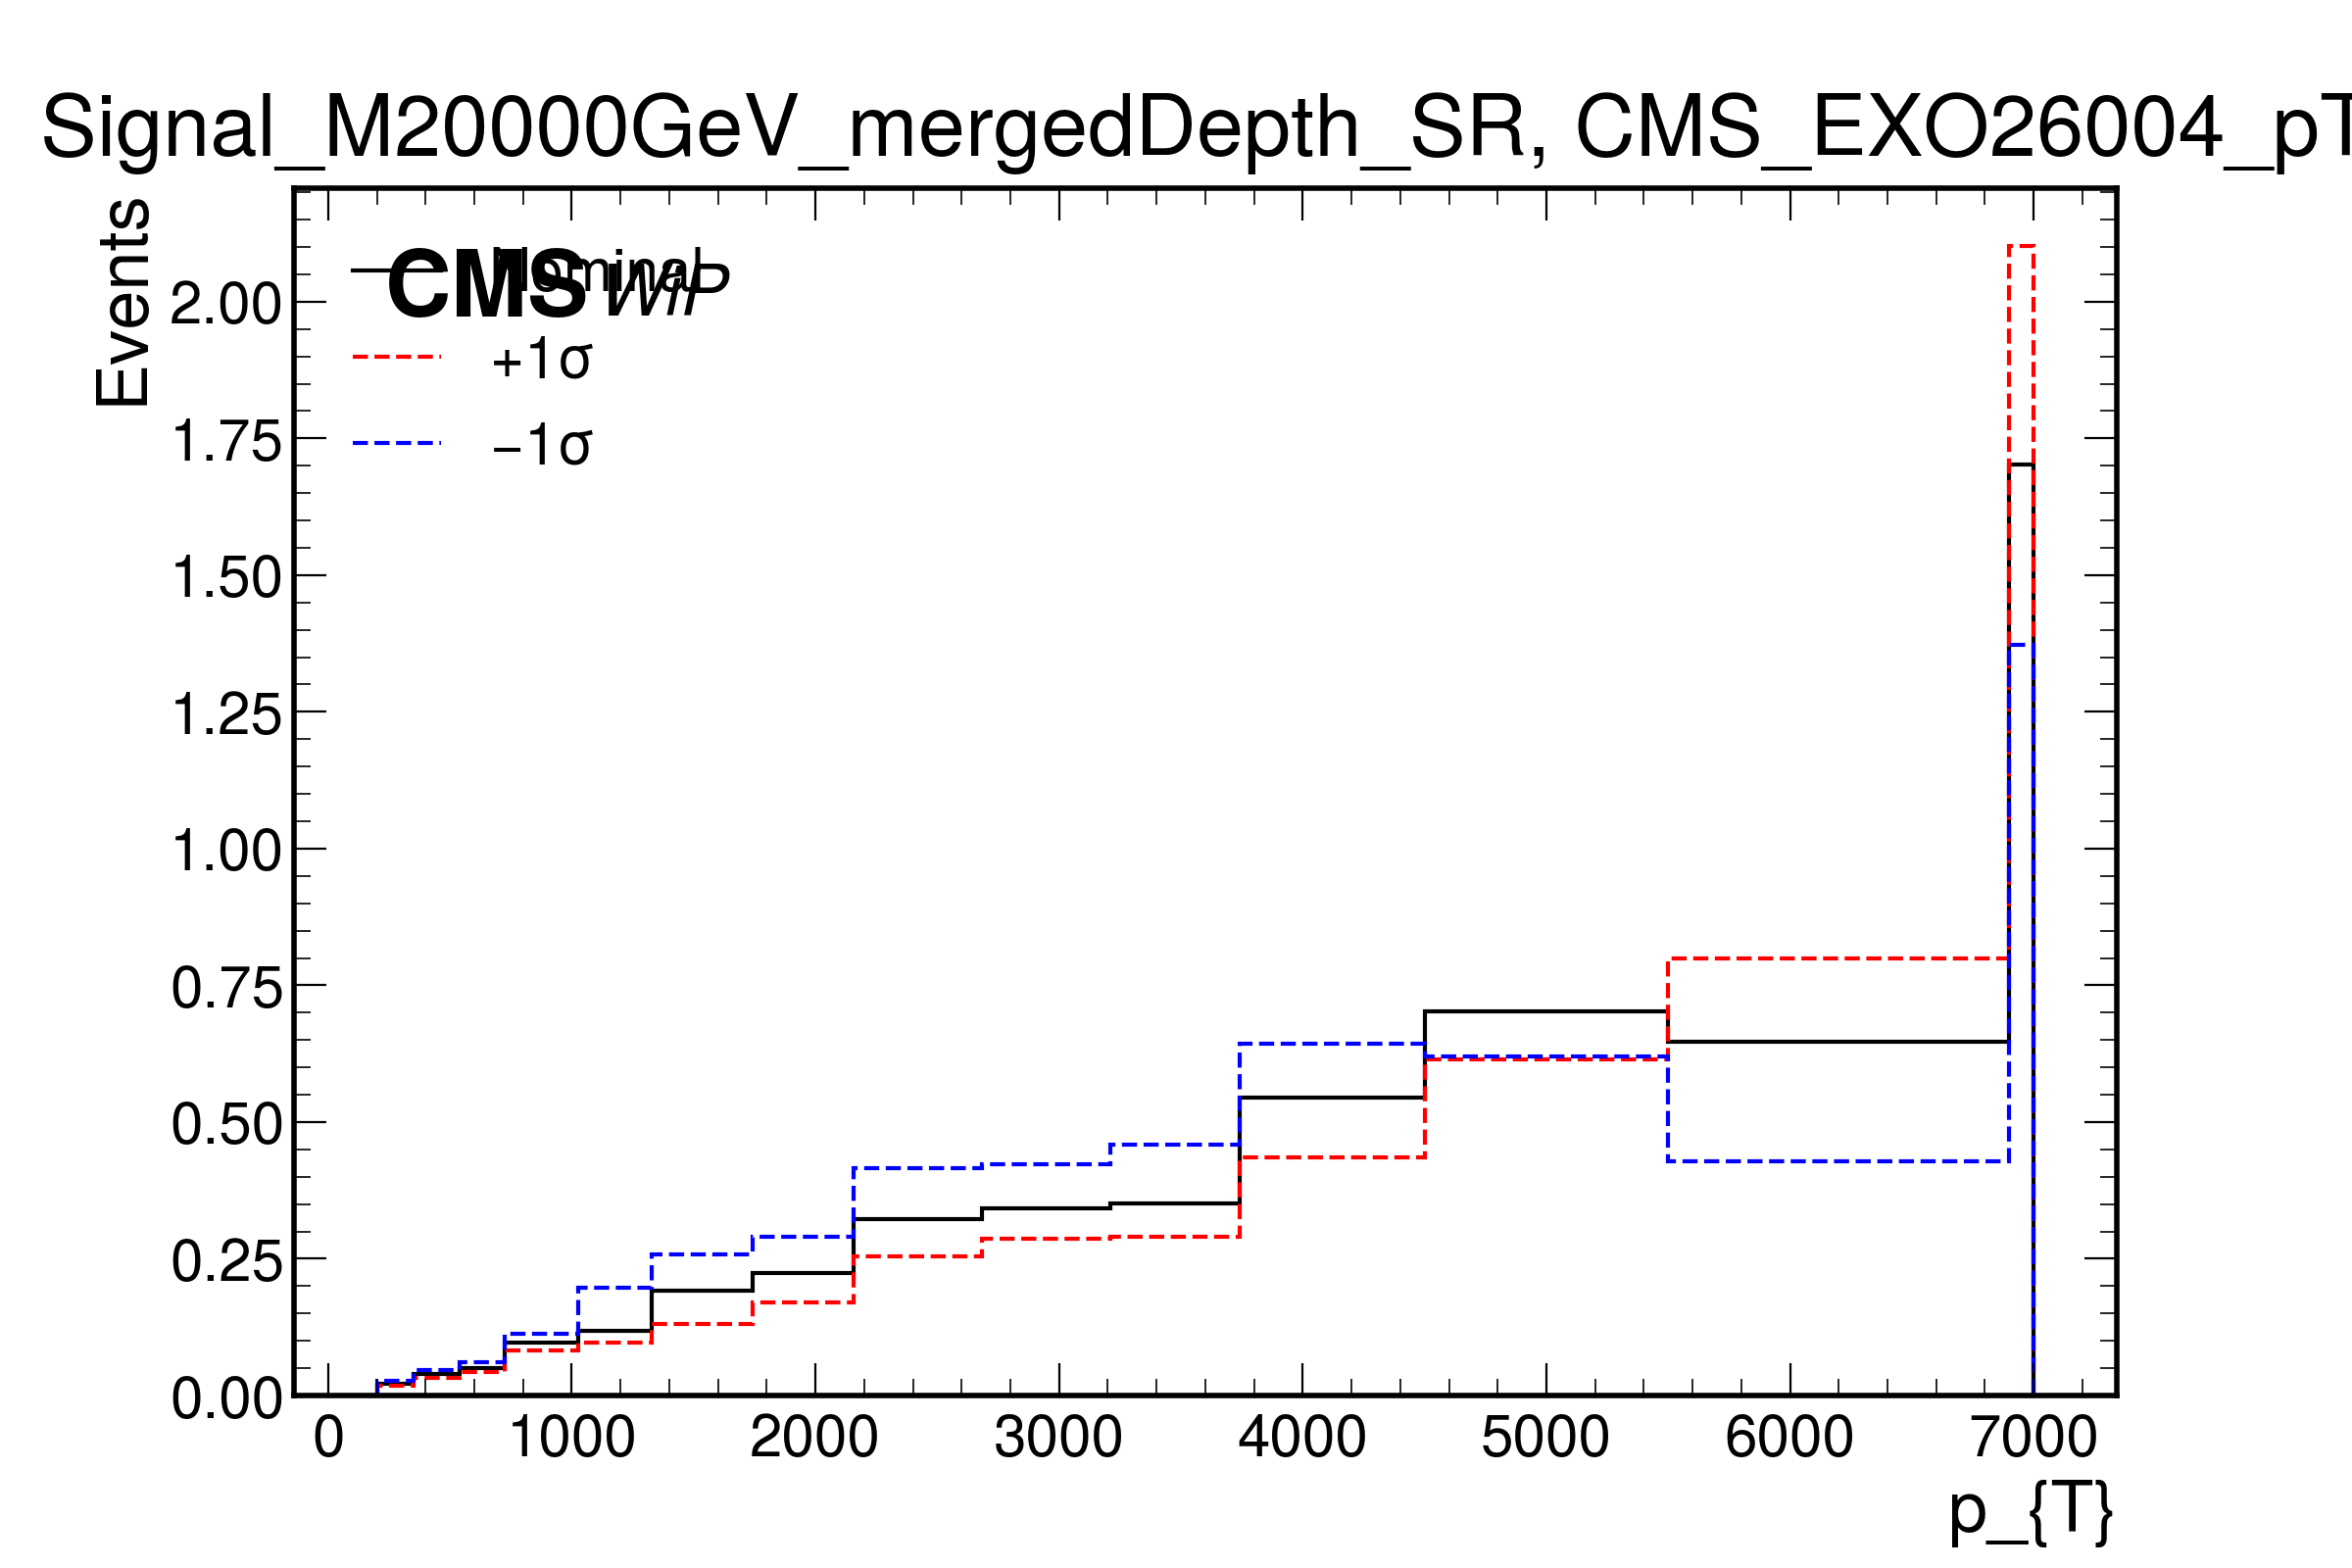 Signal_M20000GeV_mergedDepth_SR, CMS_EXO26004_pT
Events
CMS WiP
Nominal
+1σ
−1σ
2.00
1.75
1.50
1.25
1.00
0.75
0.50
0.25
0.00
0 1000 2000 3000 4000 5000 6000 7000
p_{T}